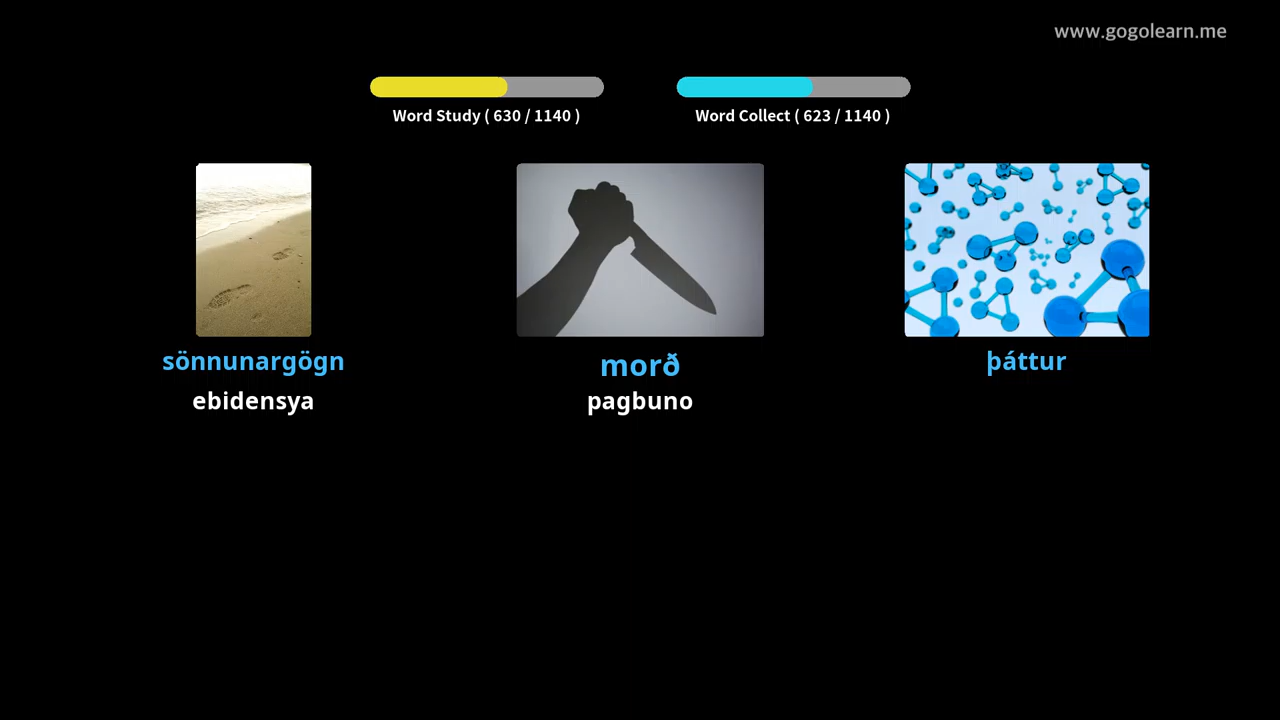 www.gogolearn.me
Word Study ( 630 / 1140 )
Word Collect ( 623 / 1140 )
sönnunargögn
ebidensya
morð
pagbuno
þáttur